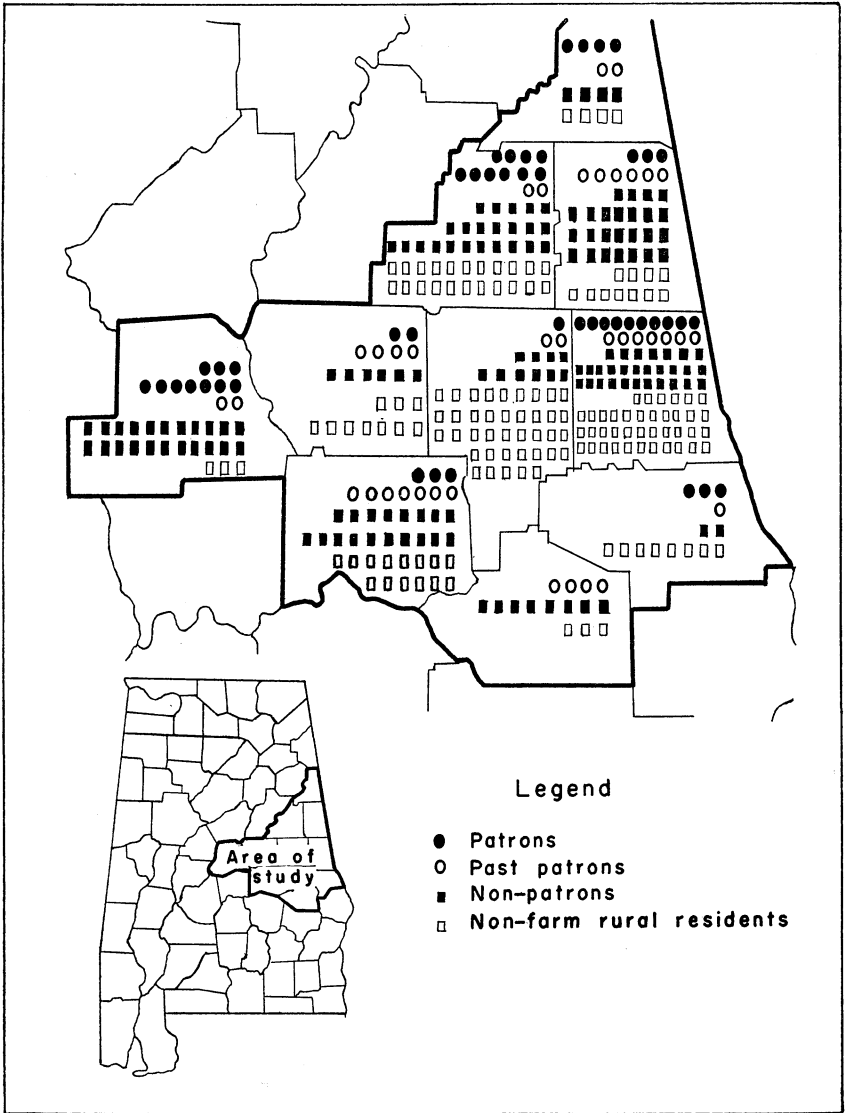 Area of
study
Legend
Patrons
Past patrons
Non-patrons
Non-farm rural residents